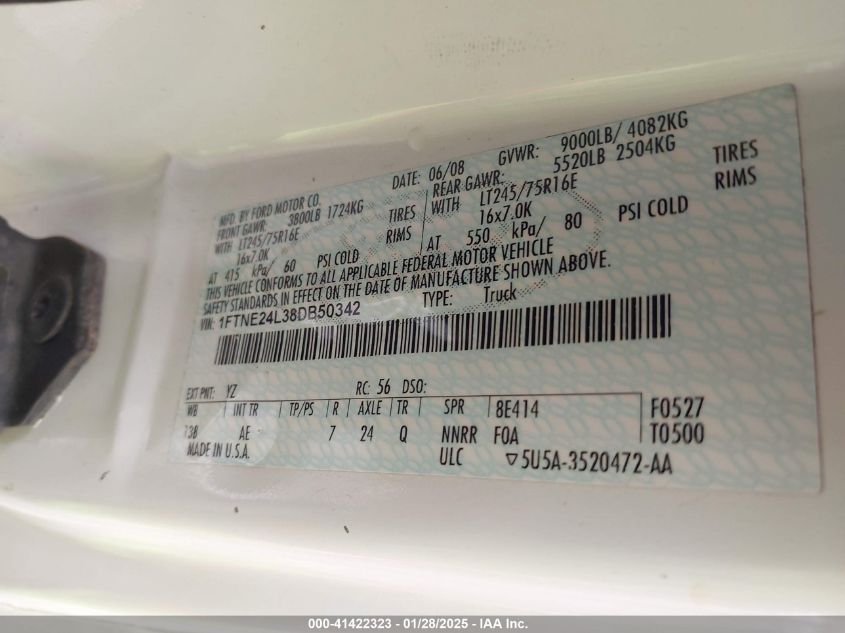 MFD. BY FORD MOTOR CO.
DATE: 06/08 GVWR: 9000LB/ 4082KG
FRONT GAWR: 3800LB 1724KG
REAR GAWR: 5520LB 2504KG
WITH LT245/75R16E TIRES
WITH LT245/75R16E TIRES
16x7.0K RIMS
16x7.0K RIMS
AT 415 kPa/ 60 PSI COLD
AT 550 kPa/ 80 PSI COLD
THIS VEHICLE CONFORMS TO ALL APPLICABLE FEDERAL MOTOR VEHICLE
SAFETY STANDARDS IN EFFECT ON THE DATE OF MANUFACTURE SHOWN ABOVE.
VIN: 1FTNE24L38DB50342 TYPE: Truck
EXT PNT: YZ RC: 56 DSO:
WB INT TR TP/PS R AXLE TR SPR 8E414 F0527
138 AE 7 24 Q NNRR FOA T0500
MADE IN U.S.A. ULC ▽5U5A-3520472-AA
000-41422323 - 01/28/2025 - IAA Inc.